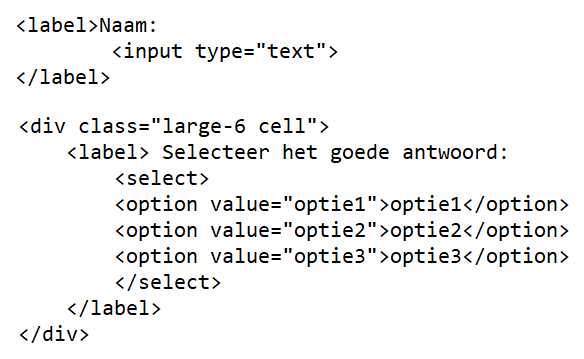 <label>Naam:
<input type="text">
</label>
<div class="large-6 cell">
<label> Selecteer het goede antwoord:
<select>
<option value="optie1">optie1</option>
<option value="optie2">optie2</option>
<option value="optie3">optie3</option>
</select>
</label>
</div>